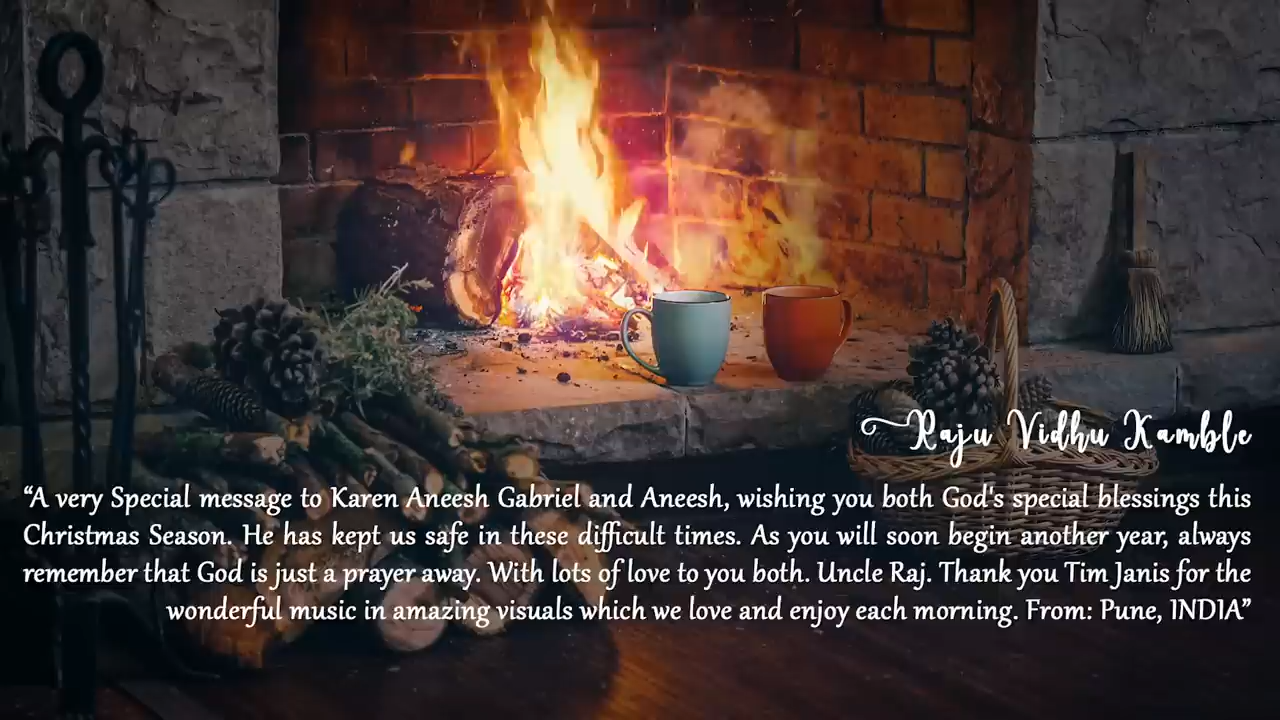 Raju Vidhu Kamble
“A very Special message to Karen Aneesh Gabriel and Aneesh, wishing you both God's special blessings this
Christmas Season. He has kept us safe in these difficult times. As you will soon begin another year, always
remember that God is just a prayer away. With lots of love to you both. Uncle Raj. Thank you Tim Janis for the
wonderful music in amazing visuals which we love and enjoy each morning. From: Pune, INDIA”